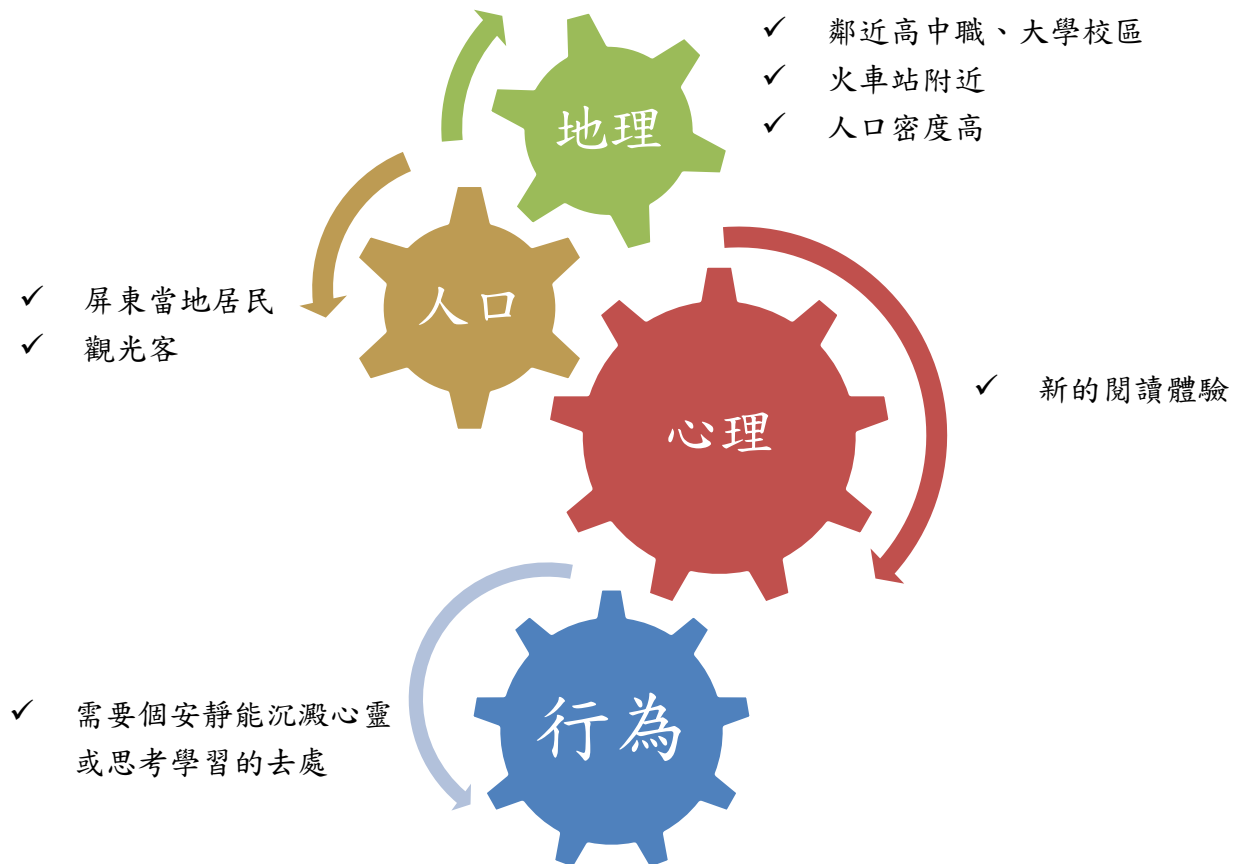 地理
✓ 鄰近高中職、大學校區
✓ 火車站附近
✓ 人口密度高
人口
✓ 屏東當地居民
✓ 觀光客
心理
✓ 新的閱讀體驗
行為
✓ 需要個安靜能沉澱心靈
或思考學習的去處